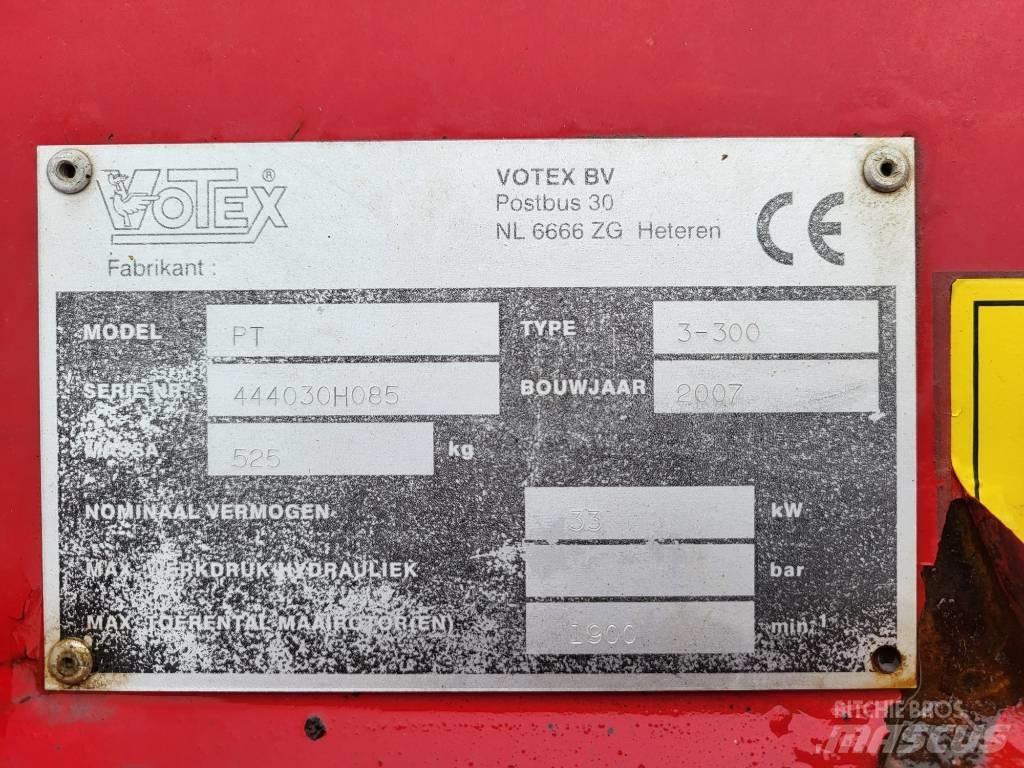 VOTEX ®
VOTEX BV
Postbus 30
NL 6666 ZG Heteren
CE
Fabrikant :
MODEL PT TYPE 3-300
SERIE NR. 444030H085 BOUWJAAR 2007
MASSA 525 kg
NOMINAAL VERMOGEN 33 kW
MAX. WERKDRUK HYDRAULIEK bar
MAX. TOERENTAL MAAIROTOR(EN) 1900 min.-1
RITCHIE BROS.
MASCUS